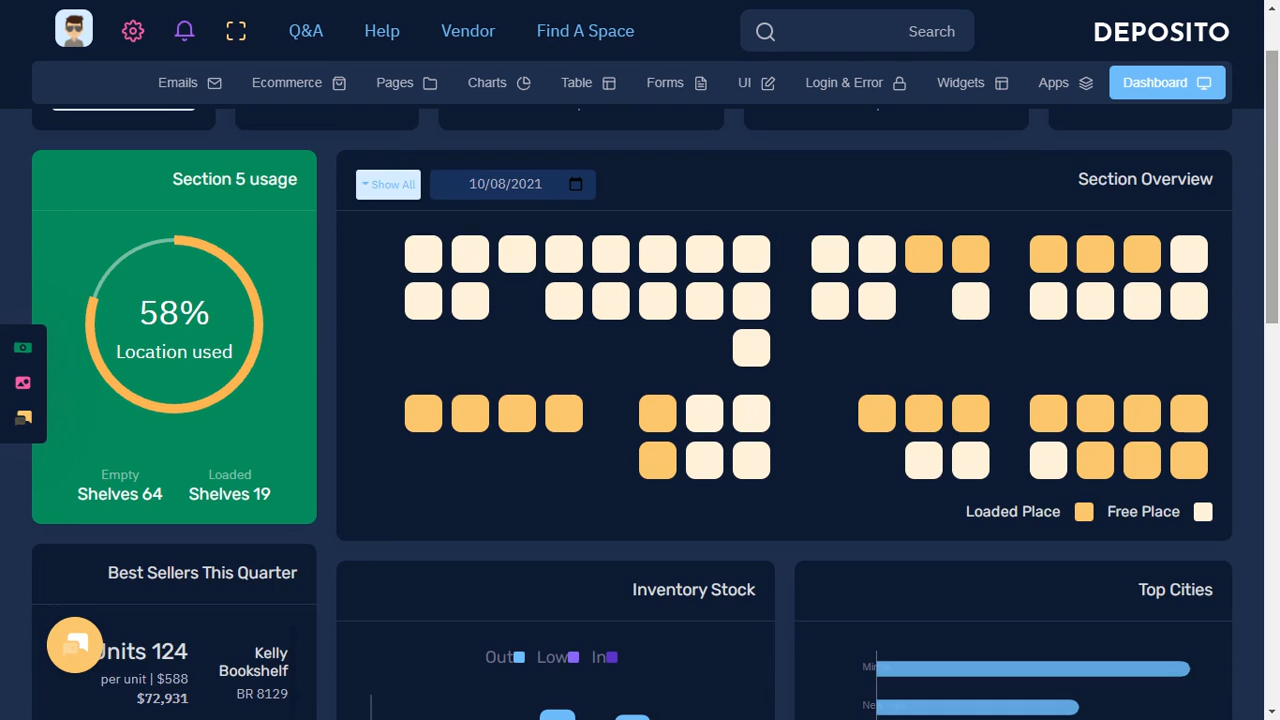 Q&A Help Vendor Find A Space Search DEPOSITO
Emails Ecommerce Pages Charts Table Forms UI Login & Error Widgets Apps Dashboard
Section 5 usage
58%
Location used
Empty Loaded
Shelves 64 Shelves 19
Show All 10/08/2021 Section Overview
Loaded Place Free Place
Best Sellers This Quarter
Units 124
per unit | $588
$72,931
Kelly
Bookshelf
BR 8129
Inventory Stock
Out Low In
Top Cities